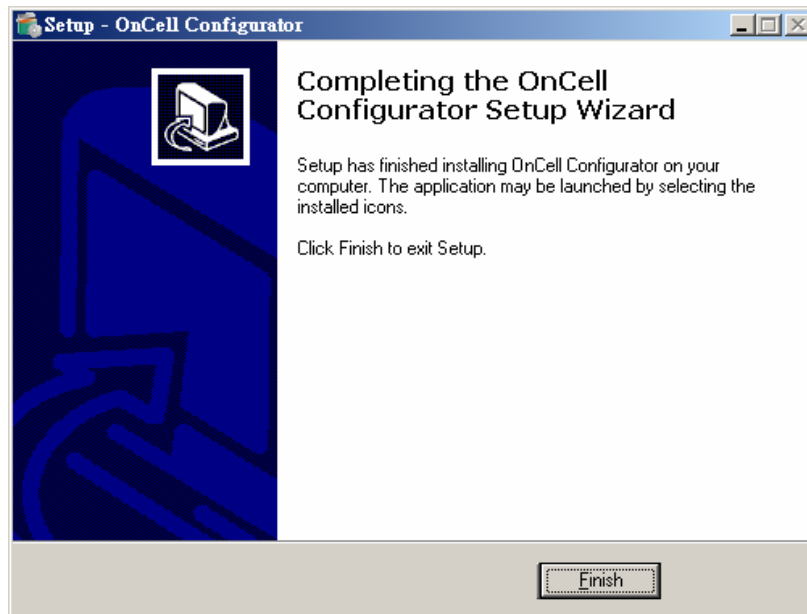 Setup - OnCell Configurator
Completing the OnCell
Configurator Setup Wizard
Setup has finished installing OnCell Configurator on your
computer. The application may be launched by selecting the
installed icons.
Click Finish to exit Setup.
Finish